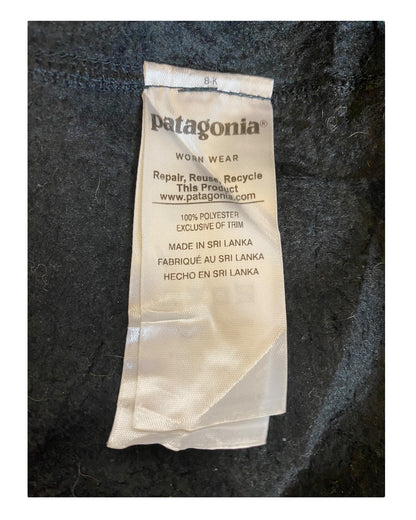 8-K
patagonia®
WORN WEAR
Repair, Reuse, Recycle
This Product
www.patagonia.com
100% POLYESTER
EXCLUSIVE OF TRIM
MADE IN SRI LANKA
FABRIQUÉ AU SRI LANKA
HECHO EN SRI LANKA